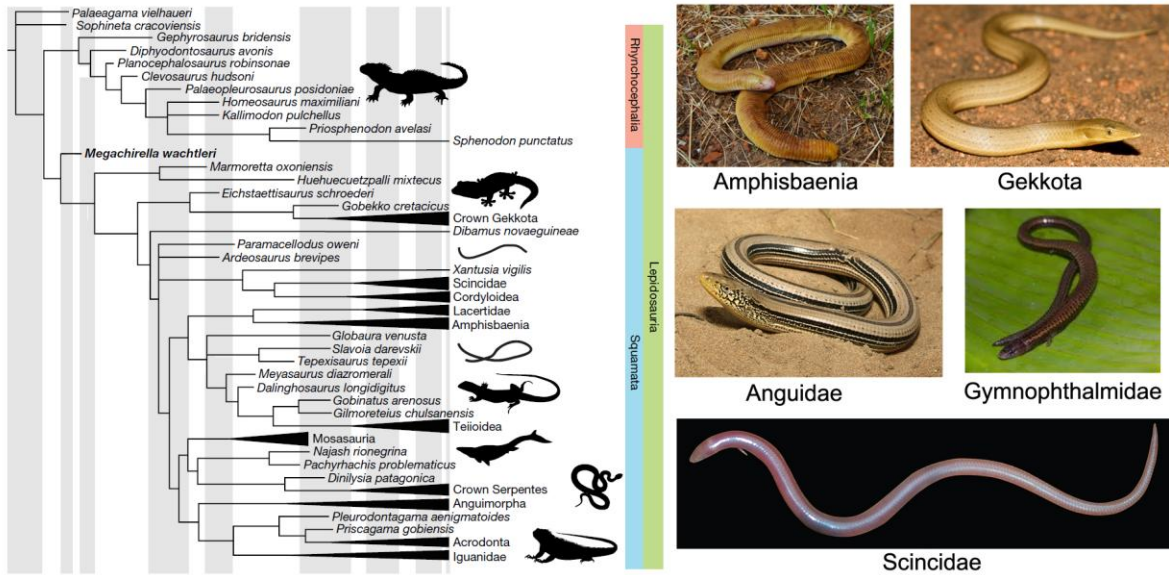 Palaeagama vielhaueri
Sophineta cracoviensis
Gephyrosaurus bridensis
Diphyodontosaurus avonis
Planocephalosaurus robinsonae
Clevosaurus hudsoni
Palaeopleurosaurus posidoniae
Homeosaurus maximiliani
Kallimodon pulchellus
Priosphenodon avelasi
Sphenodon punctatus
Megachirella wachtleri
Marmoretta oxoniensis
Huehuecuetzpalli mixtecus
Eichstaettisaurus schroederi
Gobekko cretacicus
Crown Gekkota
Dibamus novaeguineae
Paramacellodus oweni
Ardeosaurus brevipes
Xantusia vigilis
Scincidae
Cordyloidea
Lacertidae
Amphisbaenia
Globaura venusta
Slavoia darevskii
Tepexisaurus tepexii
Meyasaurus diazromerali
Dalinghosaurus longidigitus
Gobinatus arenosus
Gilmoreteius chulsanensis
Teiioidea
Mosasauria
Najash rionegrina
Pachyrhachis problematicus
Dinilysia patagonica
Crown Serpentes
Anguimorpha
Pleurodontagama aenigmatoides
Priscagama gobiensis
Acrodonta
Iguanidae
Rhynchocephalia
Squamata
Lepidosauria
Amphisbaenia
Gekkota
Anguidae
Gymnophthalmidae
Scincidae